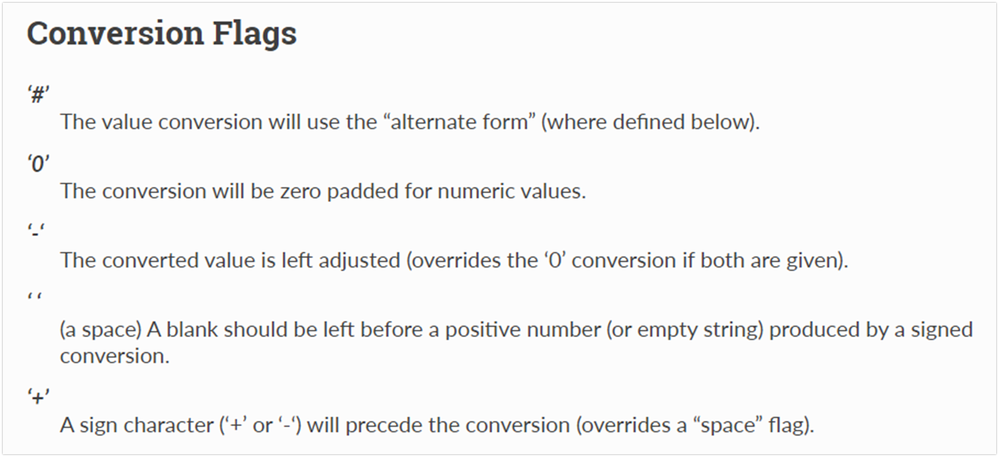 Conversion Flags
‘#’
The value conversion will use the “alternate form” (where defined below).
‘0’
The conversion will be zero padded for numeric values.
‘-‘
The converted value is left adjusted (overrides the ‘0’ conversion if both are given).
‘ ‘
(a space) A blank should be left before a positive number (or empty string) produced by a signed
conversion.
‘+’
A sign character (‘+’ or ‘-‘) will precede the conversion (overrides a “space” flag).